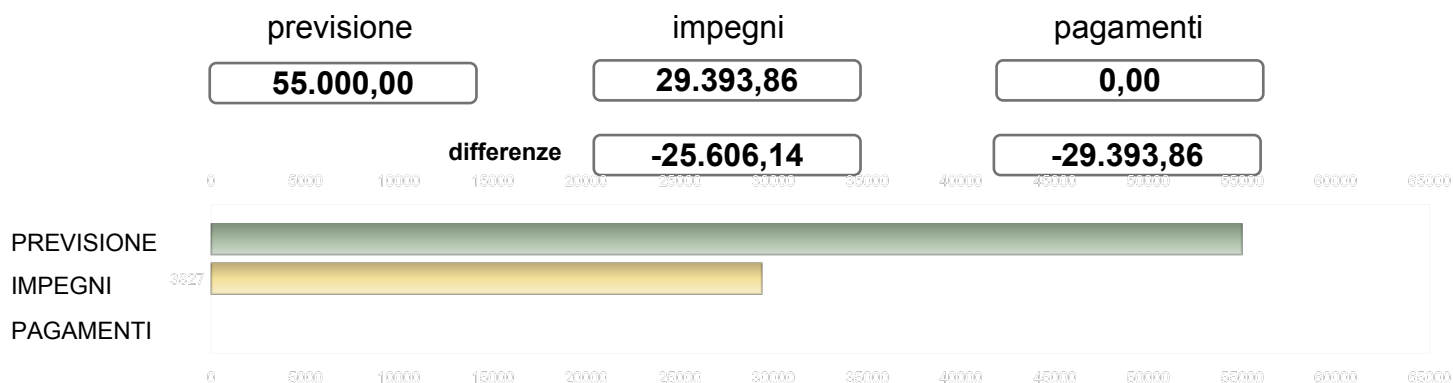 previsione impegni pagamenti
55.000,00 29.393,86 0,00
differenze -25.606,14 -29.393,86
0 5000 10000 15000 20000 25000 30000 35000 40000 45000 50000 55000 60000 65000
PREVISIONE
3827
IMPEGNI
PAGAMENTI
0 5000 10000 15000 20000 25000 30000 35000 40000 45000 50000 55000 60000 65000